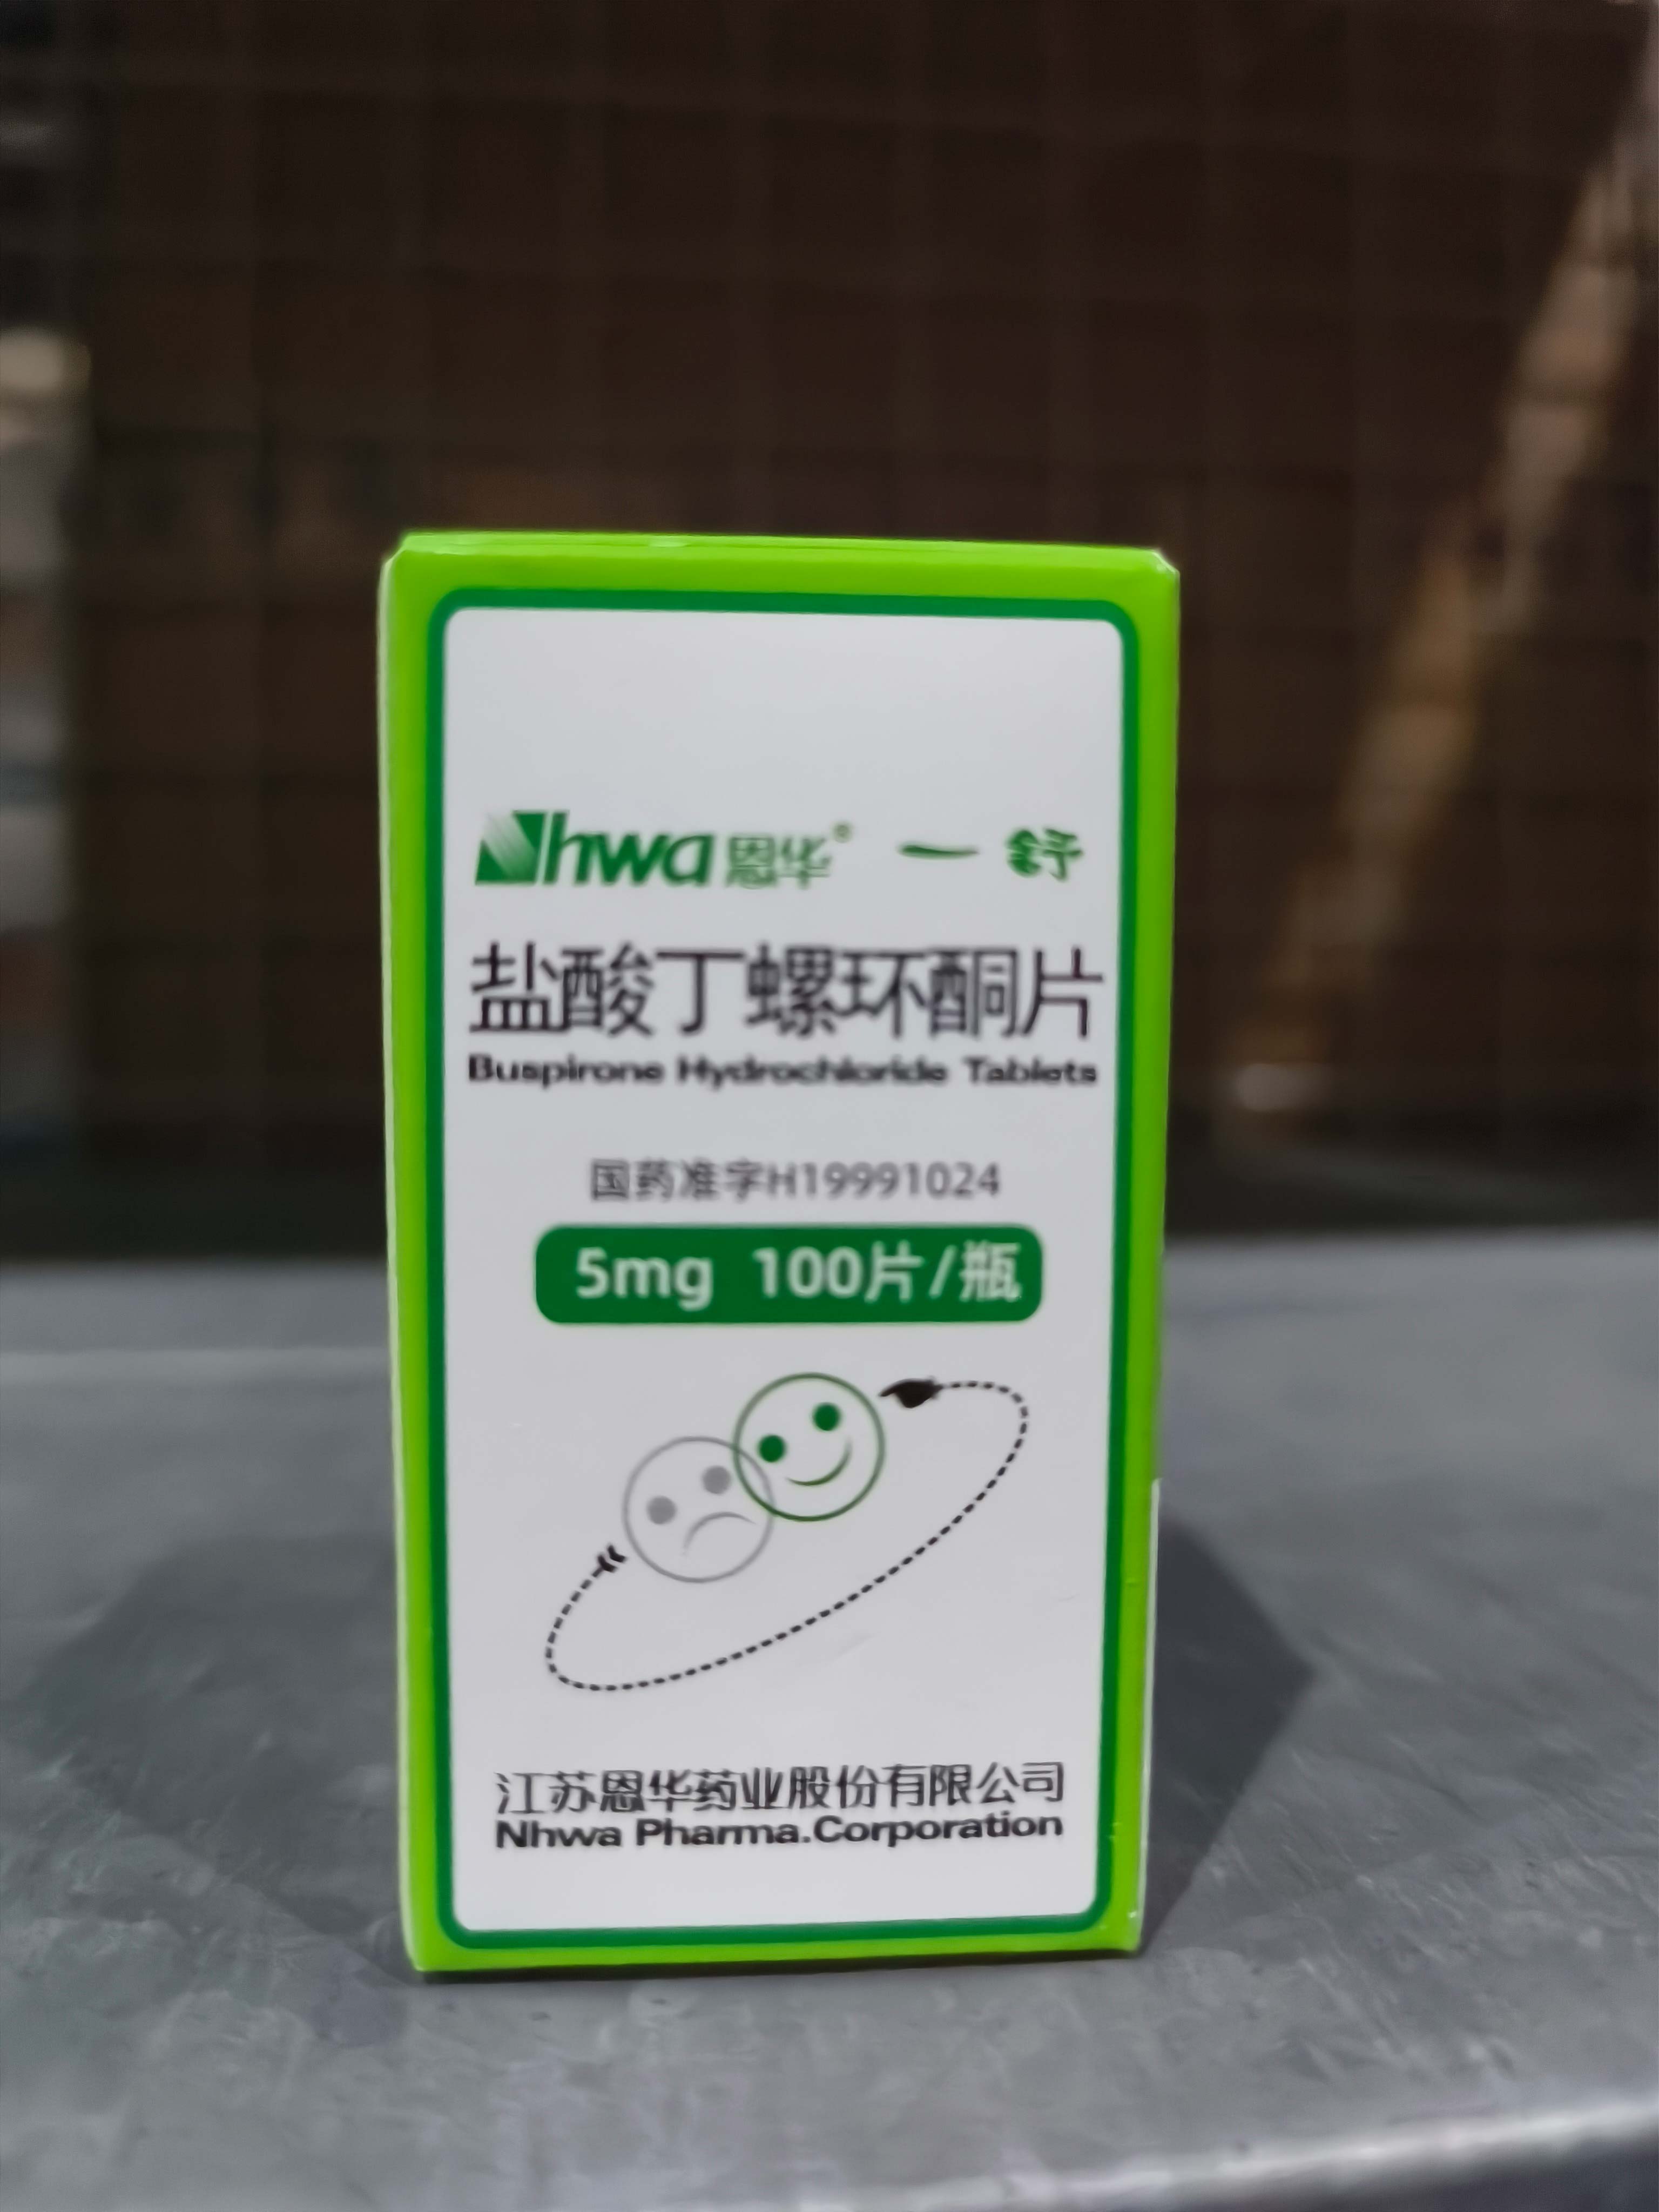 Nhwa恩华® 一舒
盐酸丁螺环酮片
Buspirone Hydrochloride Tablets
国药准字H19991024
5mg 100片/瓶
江苏恩华药业股份有限公司
Nhwa Pharma.Corporation